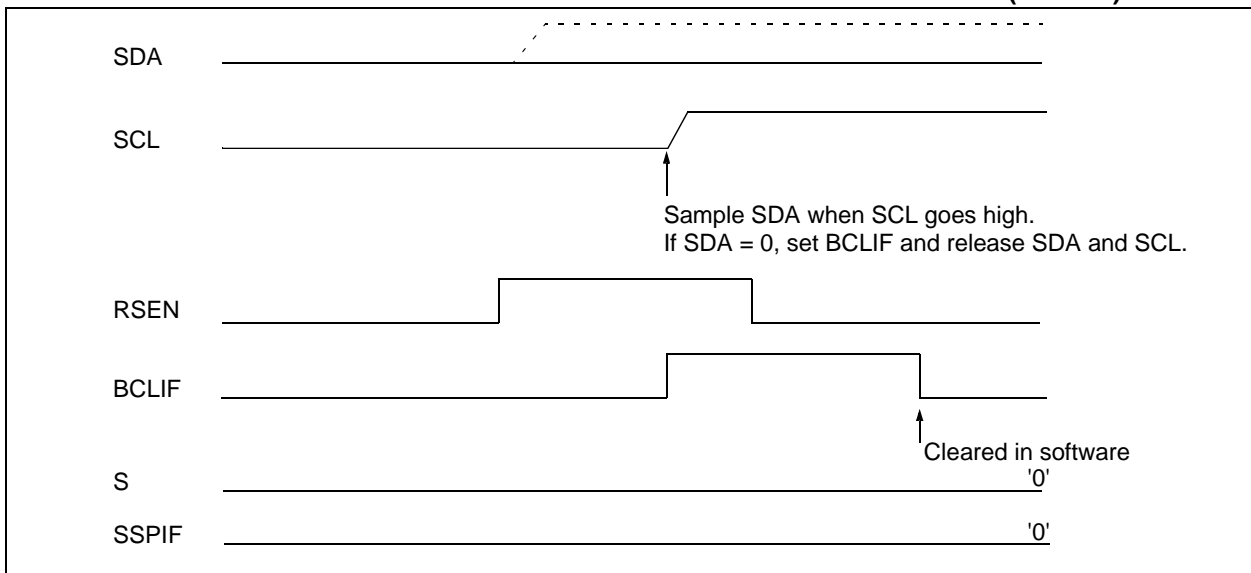 SDA
SCL
Sample SDA when SCL goes high.
If SDA = 0, set BCLIF and release SDA and SCL.
RSEN
BCLIF
Cleared in software
S
'0'
SSPIF
'0'